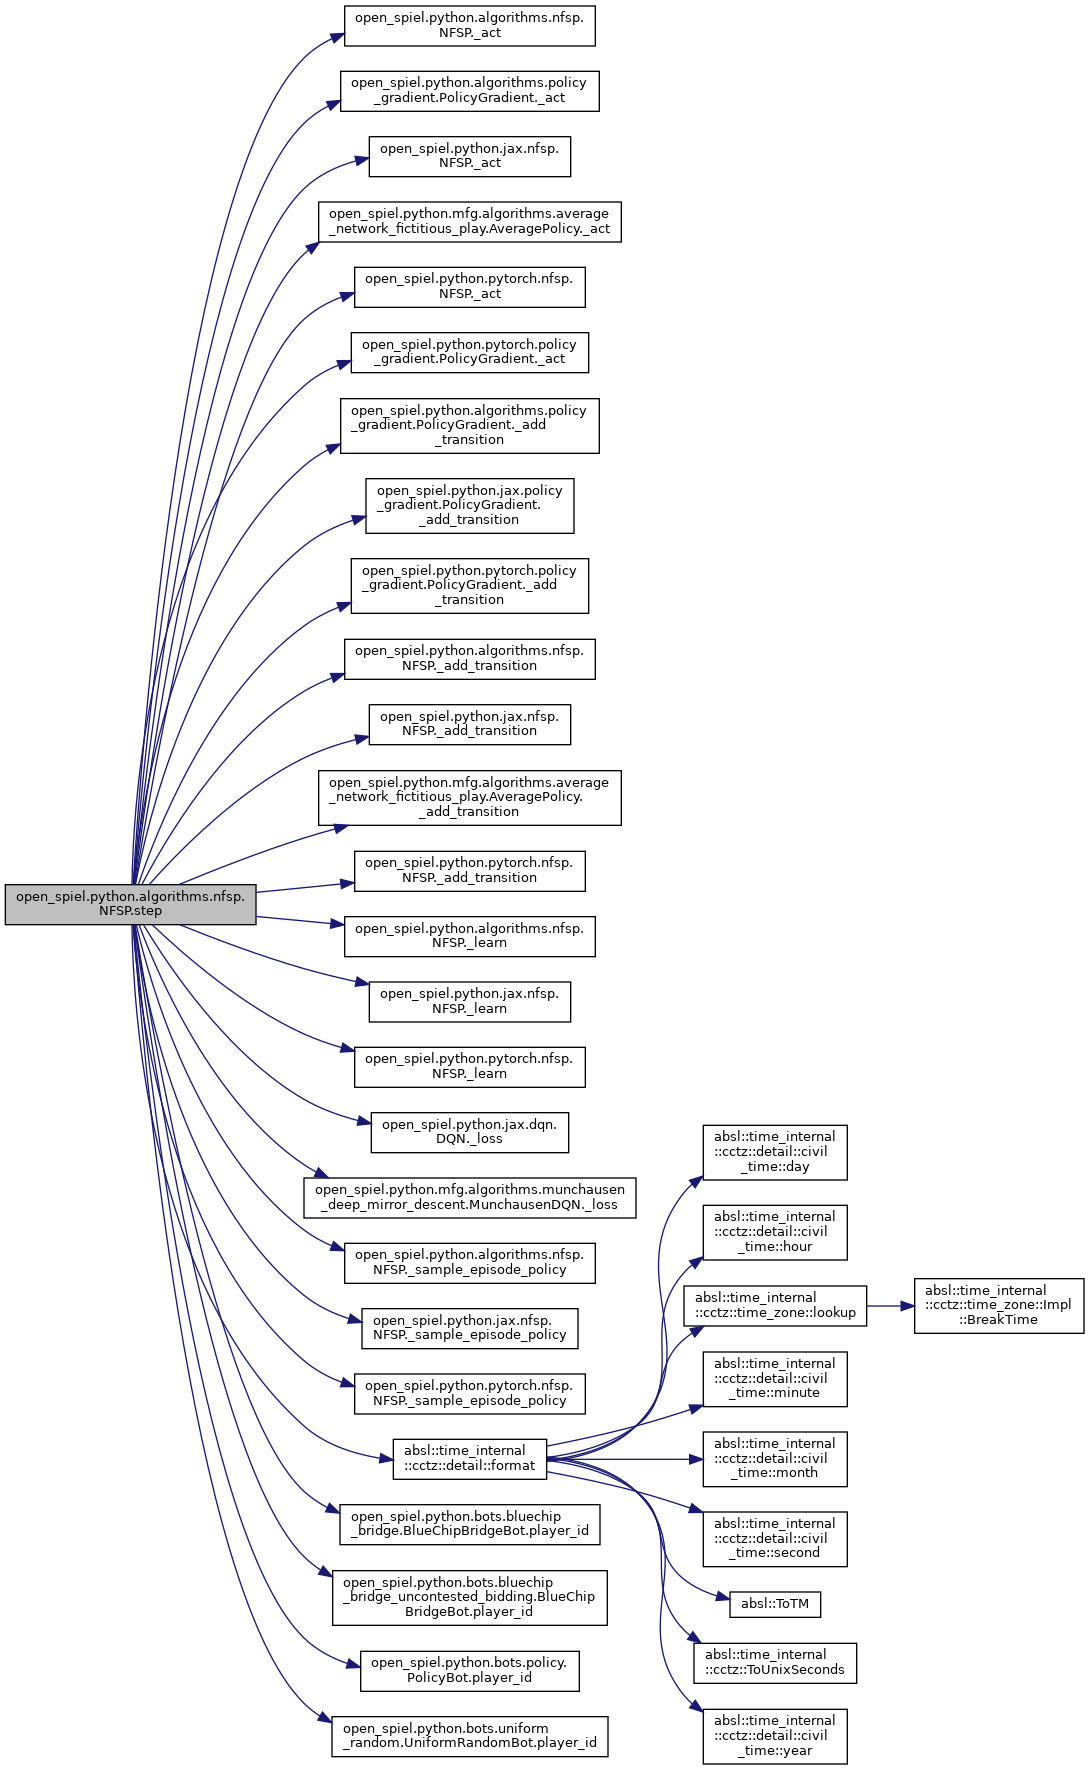 open_spiel.python.algorithms.nfsp.
NFSP._act
open_spiel.python.algorithms.policy
_gradient.PolicyGradient._act
open_spiel.python.jax.nfsp.
NFSP._act
open_spiel.python.mfg.algorithms.average
_network_fictitious_play.AveragePolicy._act
open_spiel.python.pytorch.nfsp.
NFSP._act
open_spiel.python.pytorch.policy
_gradient.PolicyGradient._act
open_spiel.python.algorithms.policy
_gradient.PolicyGradient._add
_transition
open_spiel.python.jax.policy
_gradient.PolicyGradient.
_add_transition
open_spiel.python.pytorch.policy
_gradient.PolicyGradient._add
_transition
open_spiel.python.algorithms.nfsp.
NFSP._add_transition
open_spiel.python.jax.nfsp.
NFSP._add_transition
open_spiel.python.mfg.algorithms.average
_network_fictitious_play.AveragePolicy.
_add_transition
open_spiel.python.pytorch.nfsp.
NFSP._add_transition
open_spiel.python.algorithms.nfsp.
NFSP.step
open_spiel.python.algorithms.nfsp.
NFSP._learn
open_spiel.python.jax.nfsp.
NFSP._learn
open_spiel.python.pytorch.nfsp.
NFSP._learn
open_spiel.python.jax.dqn.
DQN._loss
open_spiel.python.mfg.algorithms.munchausen
_deep_mirror_descent.MunchausenDQN._loss
open_spiel.python.algorithms.nfsp.
NFSP._sample_episode_policy
open_spiel.python.jax.nfsp.
NFSP._sample_episode_policy
open_spiel.python.pytorch.nfsp.
NFSP._sample_episode_policy
absl::time_internal
::cctz::detail::format
open_spiel.python.bots.bluechip
_bridge.BlueChipBridgeBot.player_id
open_spiel.python.bots.bluechip
_bridge_uncontested_bidding.BlueChip
BridgeBot.player_id
open_spiel.python.bots.policy.
PolicyBot.player_id
open_spiel.python.bots.uniform
_random.UniformRandomBot.player_id
absl::time_internal
::cctz::detail::civil
_time::day
absl::time_internal
::cctz::detail::civil
_time::hour
absl::time_internal
::cctz::time_zone::lookup
absl::time_internal
::cctz::time_zone::Impl
::BreakTime
absl::time_internal
::cctz::detail::civil
_time::minute
absl::time_internal
::cctz::detail::civil
_time::month
absl::time_internal
::cctz::detail::civil
_time::second
absl::ToTM
absl::time_internal
::cctz::ToUnixSeconds
absl::time_internal
::cctz::detail::civil
_time::year